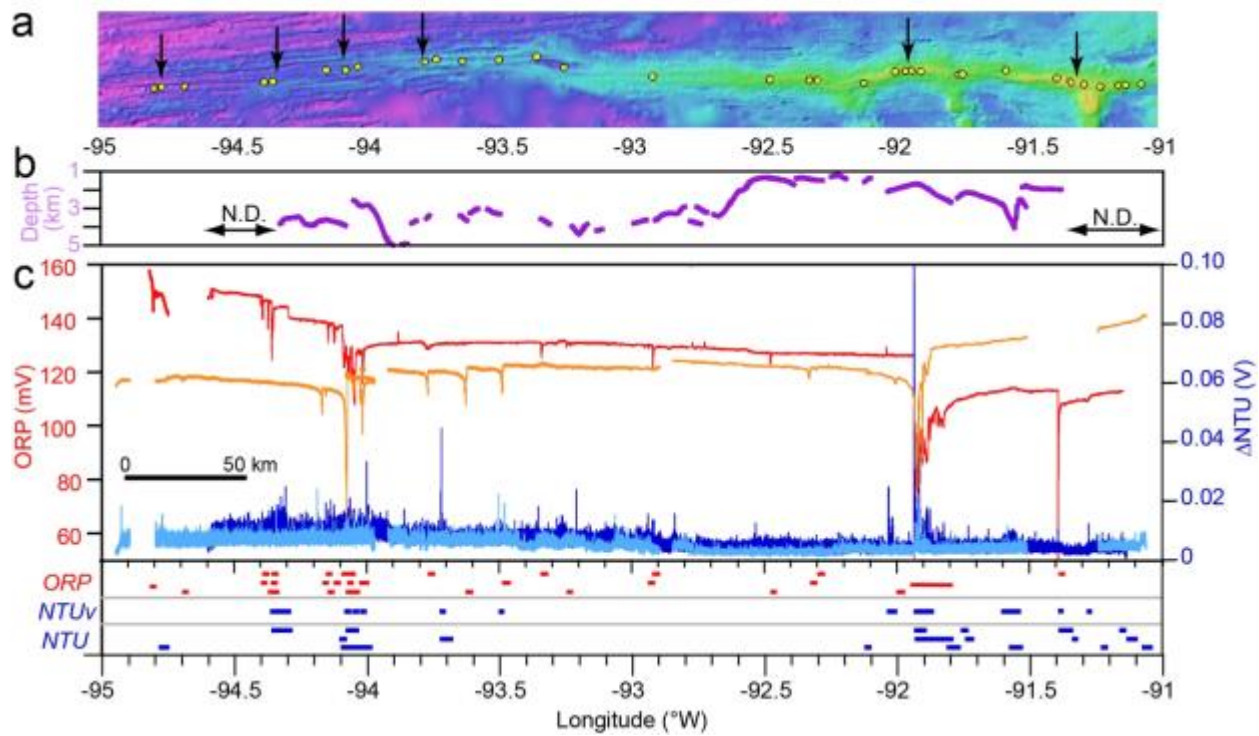 a
-95 -94.5 -94 -93.5 -93 -92.5 -92 -91.5 -91
b
Depth (km)
1
3
5
N.D.
N.D.
c
ORP (mV)
160
140
120
100
80
60
0 50 km
ΔNTU (V)
0.10
0.08
0.06
0.04
0.02
0
ORP
NTUv
NTU
-95 -94.5 -94 -93.5 -93 -92.5 -92 -91.5 -91
Longitude (°W)